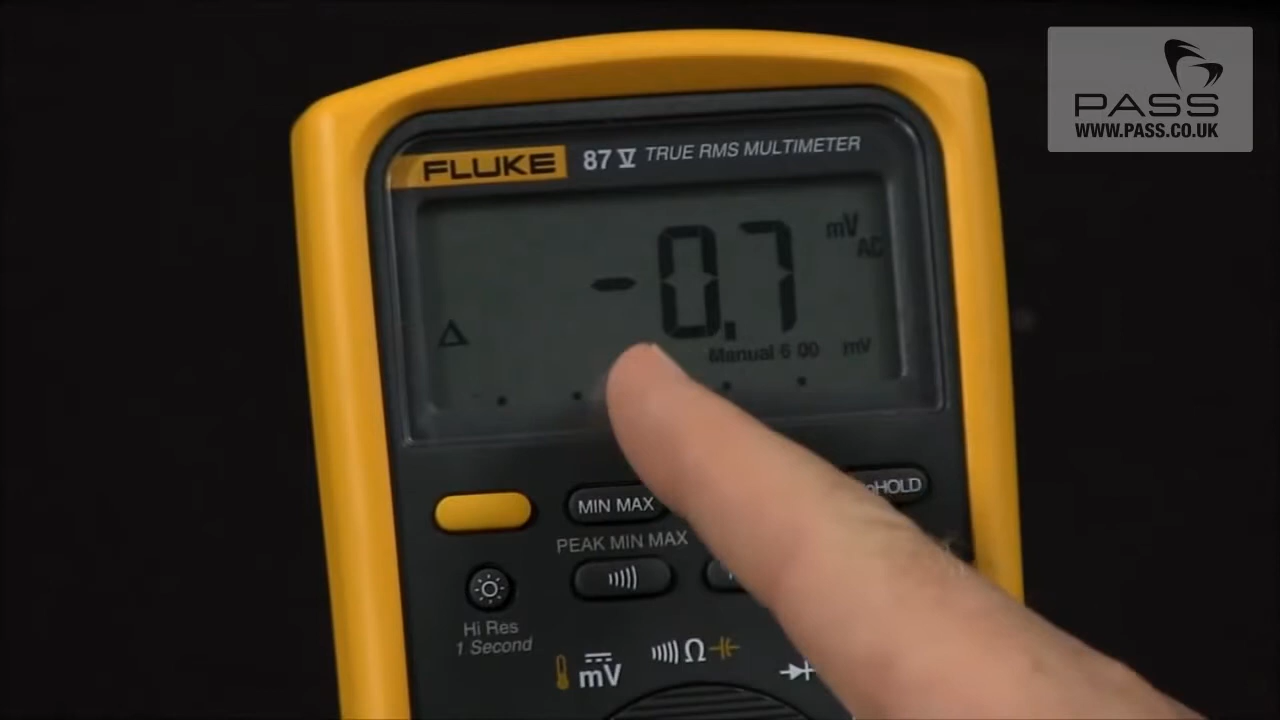 PASS
WWW.PASS.CO.UK
FLUKE 87 V TRUE RMS MULTIMETER
-0.7 mV AC
Δ
Manual 6 00 mV
MIN MAX
HOLD
PEAK MIN MAX
Hi Res
1 Second
mV Ω